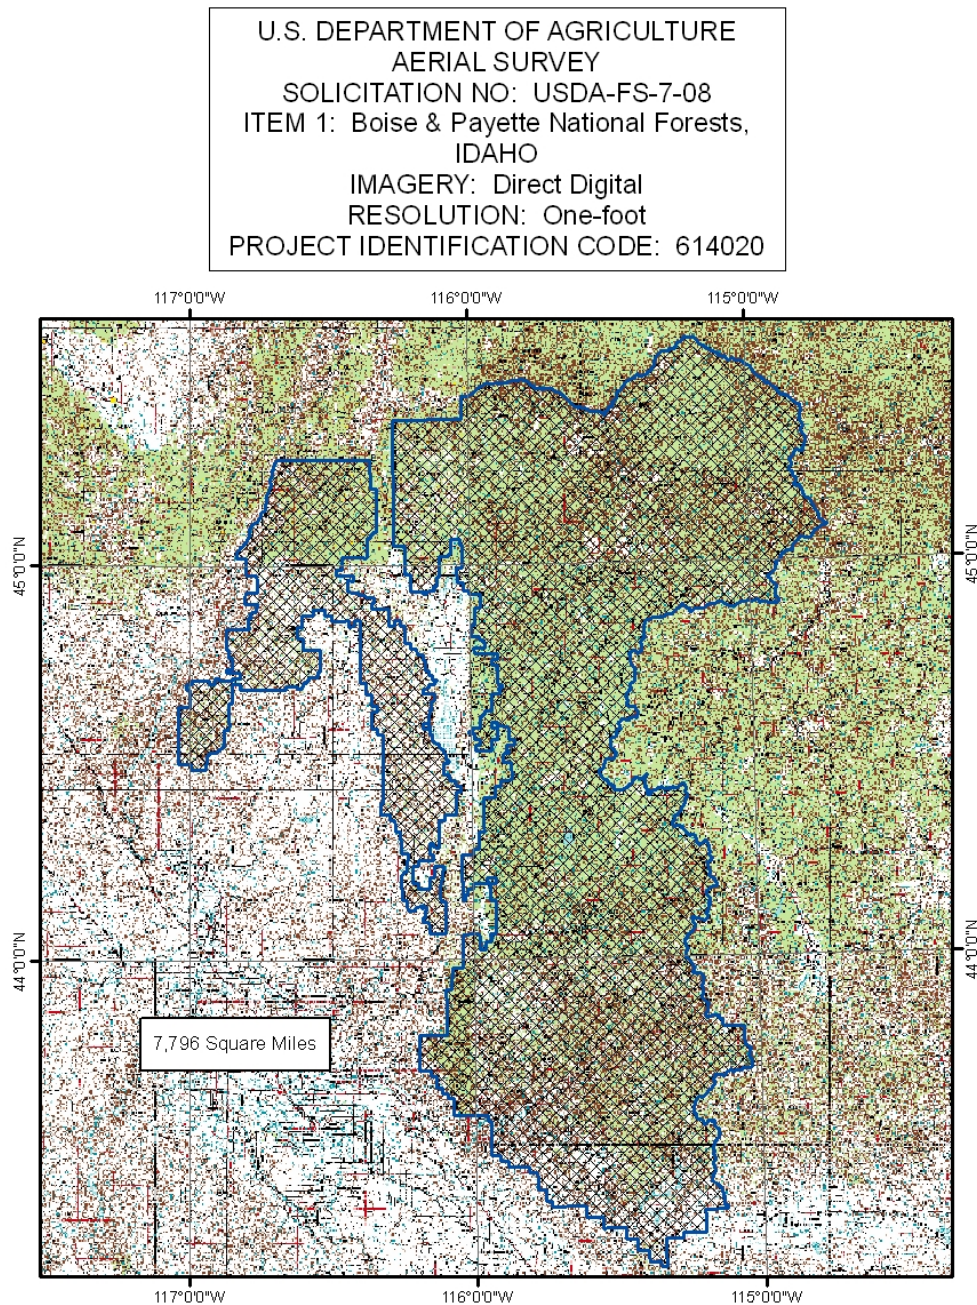 U.S. DEPARTMENT OF AGRICULTURE
AERIAL SURVEY
SOLICITATION NO: USDA-FS-7-08
ITEM 1: Boise & Payette National Forests,
IDAHO
IMAGERY: Direct Digital
RESOLUTION: One-foot
PROJECT IDENTIFICATION CODE: 614020
117°0'0"W
116°0'0"W
115°0'0"W
45°0'0"N
45°0'0"N
44°0'0"N
44°0'0"N
7,796 Square Miles
117°0'0"W
116°0'0"W
115°0'0"W